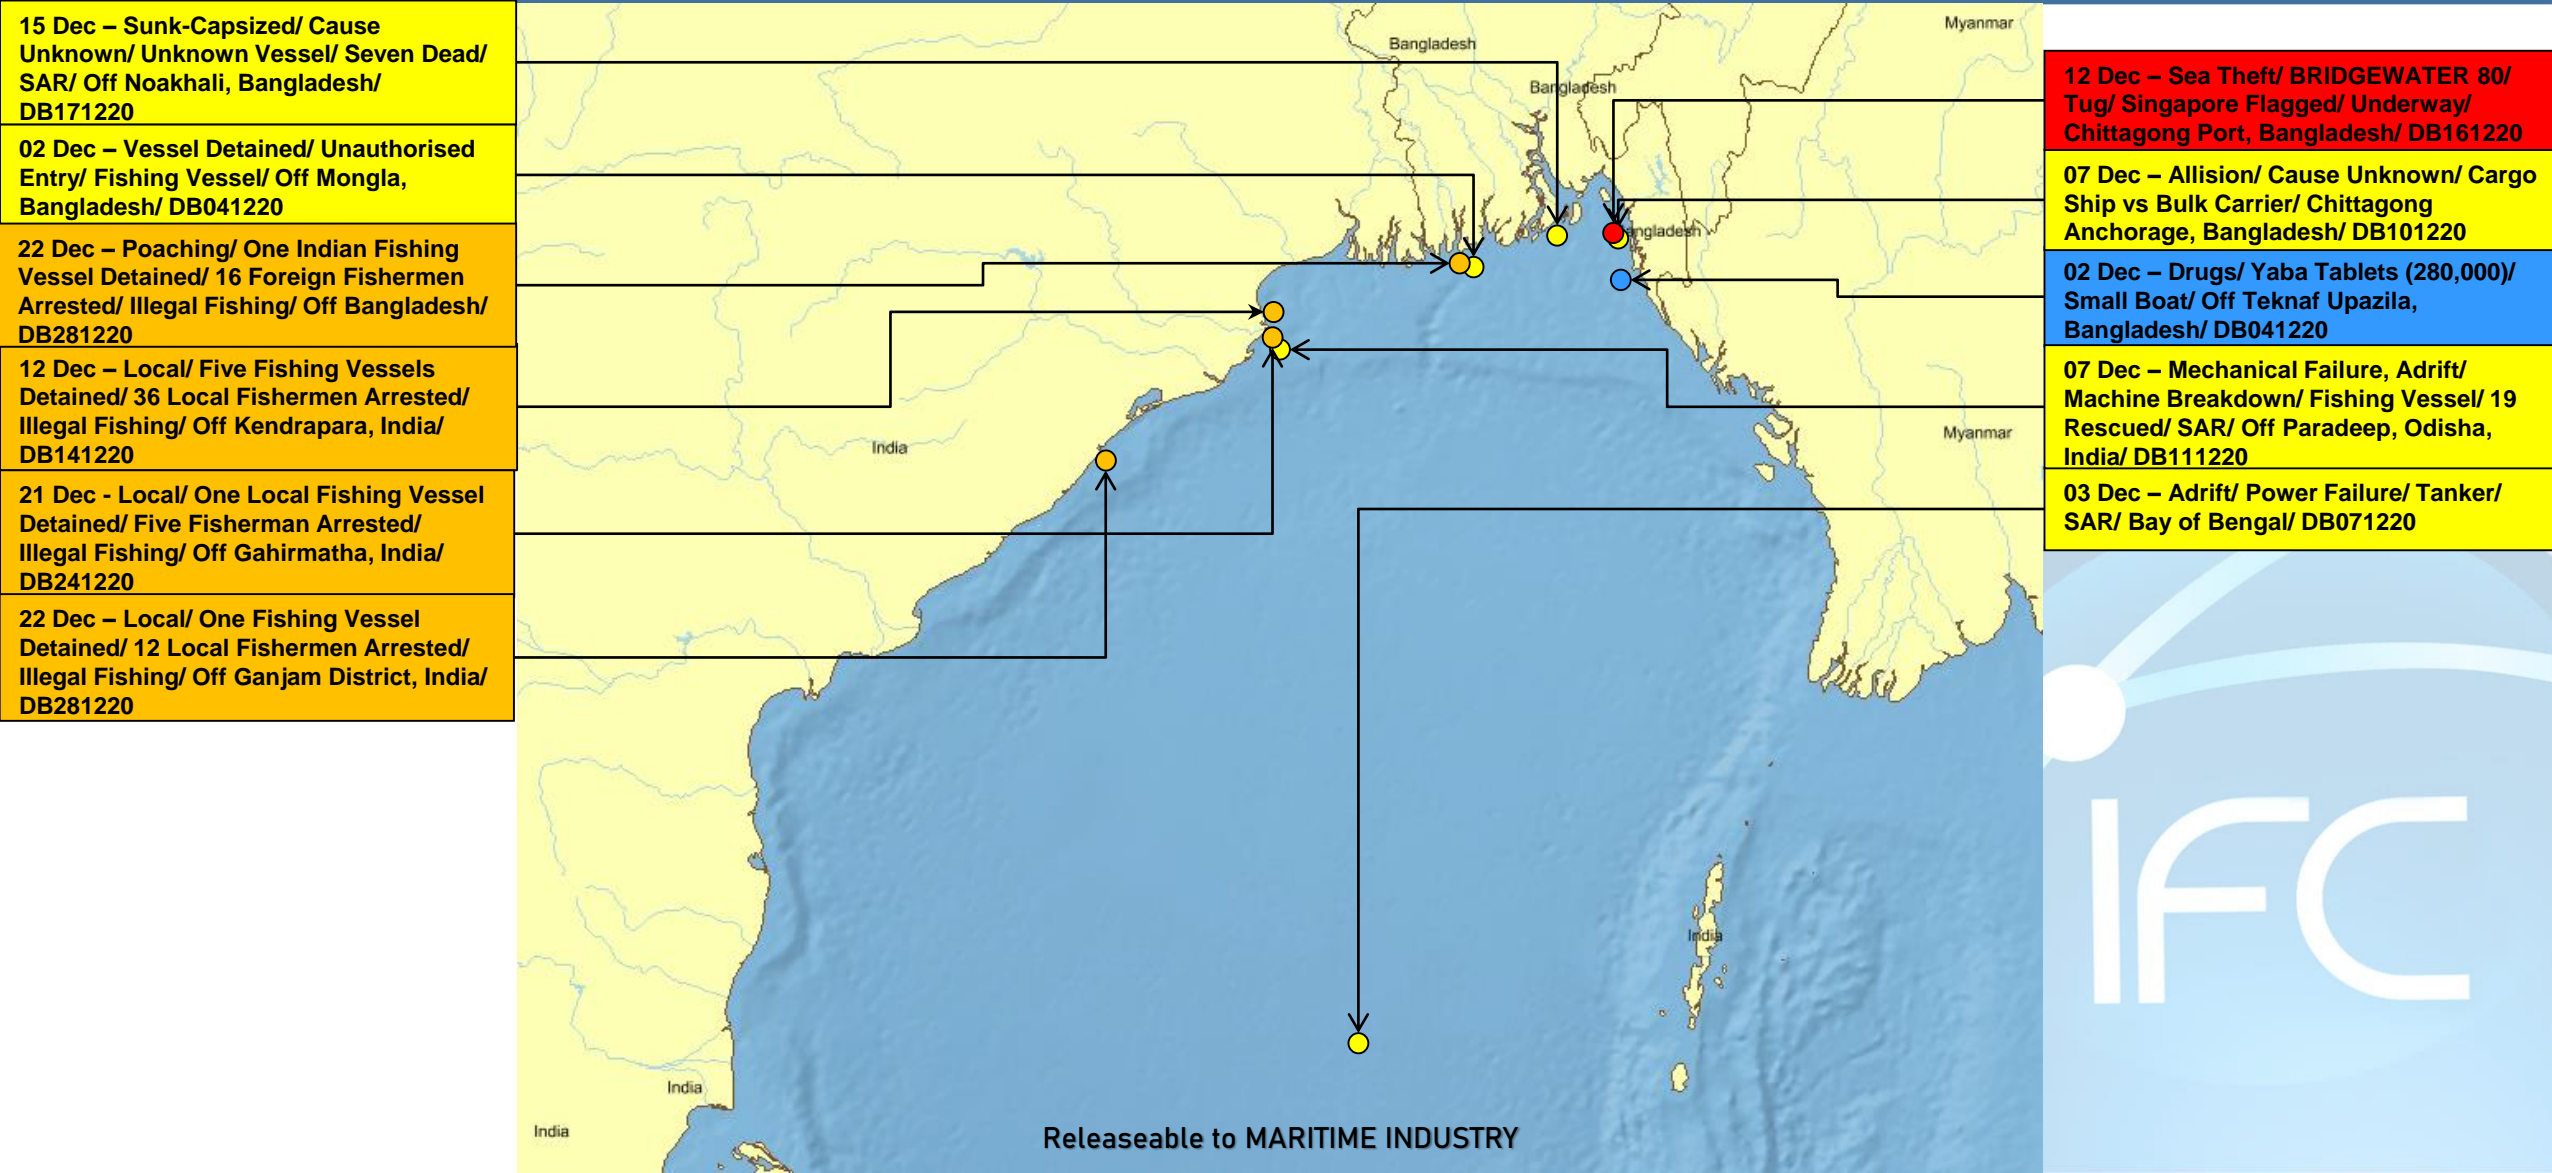 15 Dec – Sunk-Capsized/ Cause
Unknown/ Unknown Vessel/ Seven Dead/
SAR/ Off Noakhali, Bangladesh/
DB171220
02 Dec – Vessel Detained/ Unauthorised
Entry/ Fishing Vessel/ Off Mongla,
Bangladesh/ DB041220
22 Dec – Poaching/ One Indian Fishing
Vessel Detained/ 16 Foreign Fishermen
Arrested/ Illegal Fishing/ Off Bangladesh/
DB281220
12 Dec – Local/ Five Fishing Vessels
Detained/ 36 Local Fishermen Arrested/
Illegal Fishing/ Off Kendrapara, India/
DB141220
21 Dec - Local/ One Local Fishing Vessel
Detained/ Five Fisherman Arrested/
Illegal Fishing/ Off Gahirmatha, India/
DB241220
22 Dec – Local/ One Fishing Vessel
Detained/ 12 Local Fishermen Arrested/
Illegal Fishing/ Off Ganjam District, India/
DB281220
Myanmar
Bangladesh
Bangladesh
angladesh
India
Myanmar
India
India
India
Releaseable to MARITIME INDUSTRY
12 Dec – Sea Theft/ BRIDGEWATER 80/
Tug/ Singapore Flagged/ Underway/
Chittagong Port, Bangladesh/ DB161220
07 Dec – Allision/ Cause Unknown/ Cargo
Ship vs Bulk Carrier/ Chittagong
Anchorage, Bangladesh/ DB101220
02 Dec – Drugs/ Yaba Tablets (280,000)/
Small Boat/ Off Teknaf Upazila,
Bangladesh/ DB041220
07 Dec – Mechanical Failure, Adrift/
Machine Breakdown/ Fishing Vessel/ 19
Rescued/ SAR/ Off Paradeep, Odisha,
India/ DB111220
03 Dec – Adrift/ Power Failure/ Tanker/
SAR/ Bay of Bengal/ DB071220
IFC